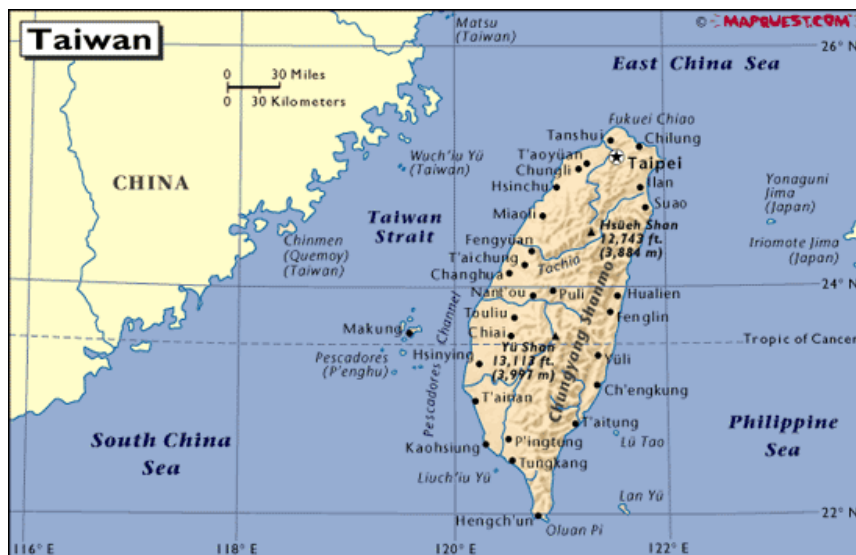 Taiwan
© MAPQUEST.COM
Matsu
(Taiwan)
26° N
East China Sea
0 30 Miles
0 30 Kilometers
Fukuei Chiao
Tanshui
Chilung
T'aoyüan
Taipei
Chungli
Wuch'iu Yü
(Taiwan)
CHINA
Hsinchu
Ilan
Yonaguni
Jima
(Japan)
Suao
Miaoli
Taiwan
Strait
Hsüeh Shan
12,743 ft.
(3,884 m)
Chinmen
(Quemoy)
(Taiwan)
Fengyüan
Iriomote Jima
(Japan)
T'aichung
Tachia
Changhua
24° N
Nant'ou
Puli
Hualien
Channel
Pescadores
Touliu
Fenglin
Makung
Chiai
Tropic of Cancer
Yü Shan
13,113 ft.
(3,997 m)
Chungyang Shanmo
Pescadores
(P'enghu)
Hsinying
Yüli
Ch'engkung
T'ainan
T'aitung
Philippine
Sea
South China
Sea
Kaohsiung
P'ingtung
Lü Tao
Tungkang
Liuch'iu Yü
Lan Yü
22° N
Hengch'un
Oluan Pi
116° E
118° E
120° E
122° E